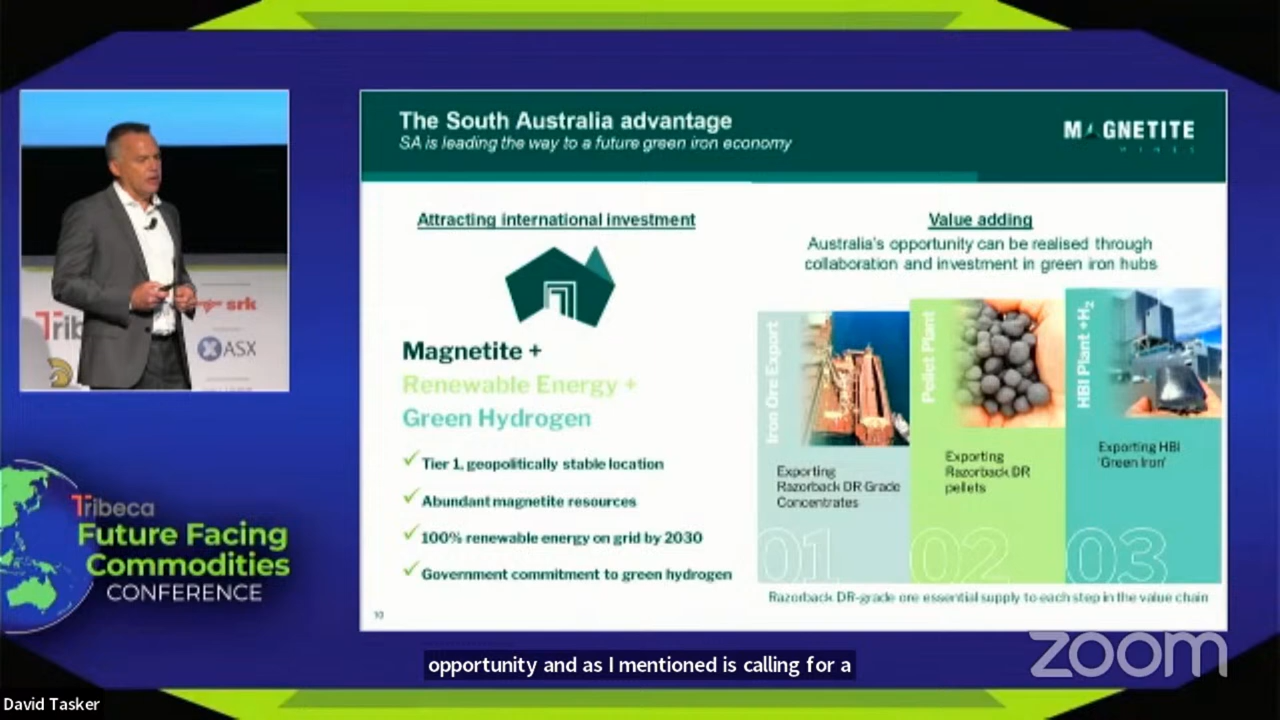 The South Australia advantage
SA is leading the way to a future green iron economy
MAGNETITE
MINES
Attracting international investment
Magnetite +
Renewable Energy +
Green Hydrogen
Tier 1, geopolitically stable location
Abundant magnetite resources
100% renewable energy on grid by 2030
Government commitment to green hydrogen
10
Value adding
Australia's opportunity can be realised through
collaboration and investment in green iron hubs
Iron Ore Export
Exporting
Razorback DR Grade
Concentrates
01
Pellet Plant
Exporting
Razorback DR
pellets
02
HBI Plant +H2
Exporting HBI
'Green Iron'
03
Razorback DR-grade ore essential supply to each step in the value chain
Trib
srk
ASX
Tribeca
Future Facing
Commodities
CONFERENCE
opportunity and as I mentioned is calling for a
zoom
David Tasker